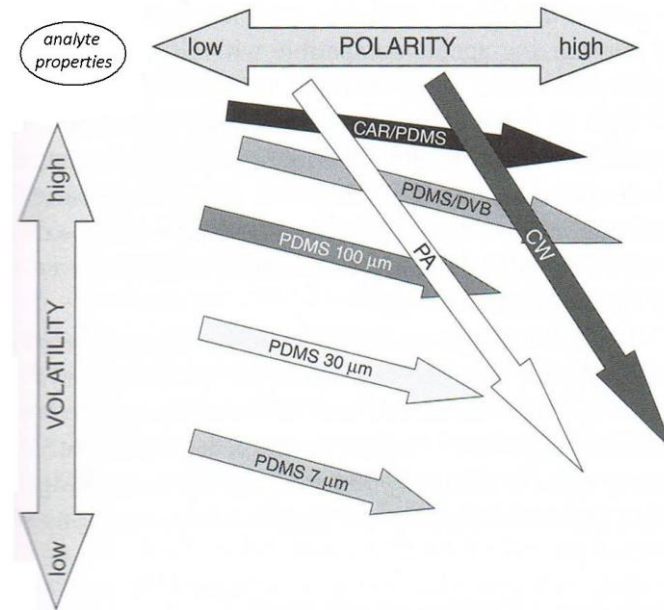 analyte
properties
low POLARITY high
high
VOLATILITY
low
CAR/PDMS
PDMS/DVB
PDMS 100 µm
PA
CW
PDMS 30 µm
PDMS 7 µm